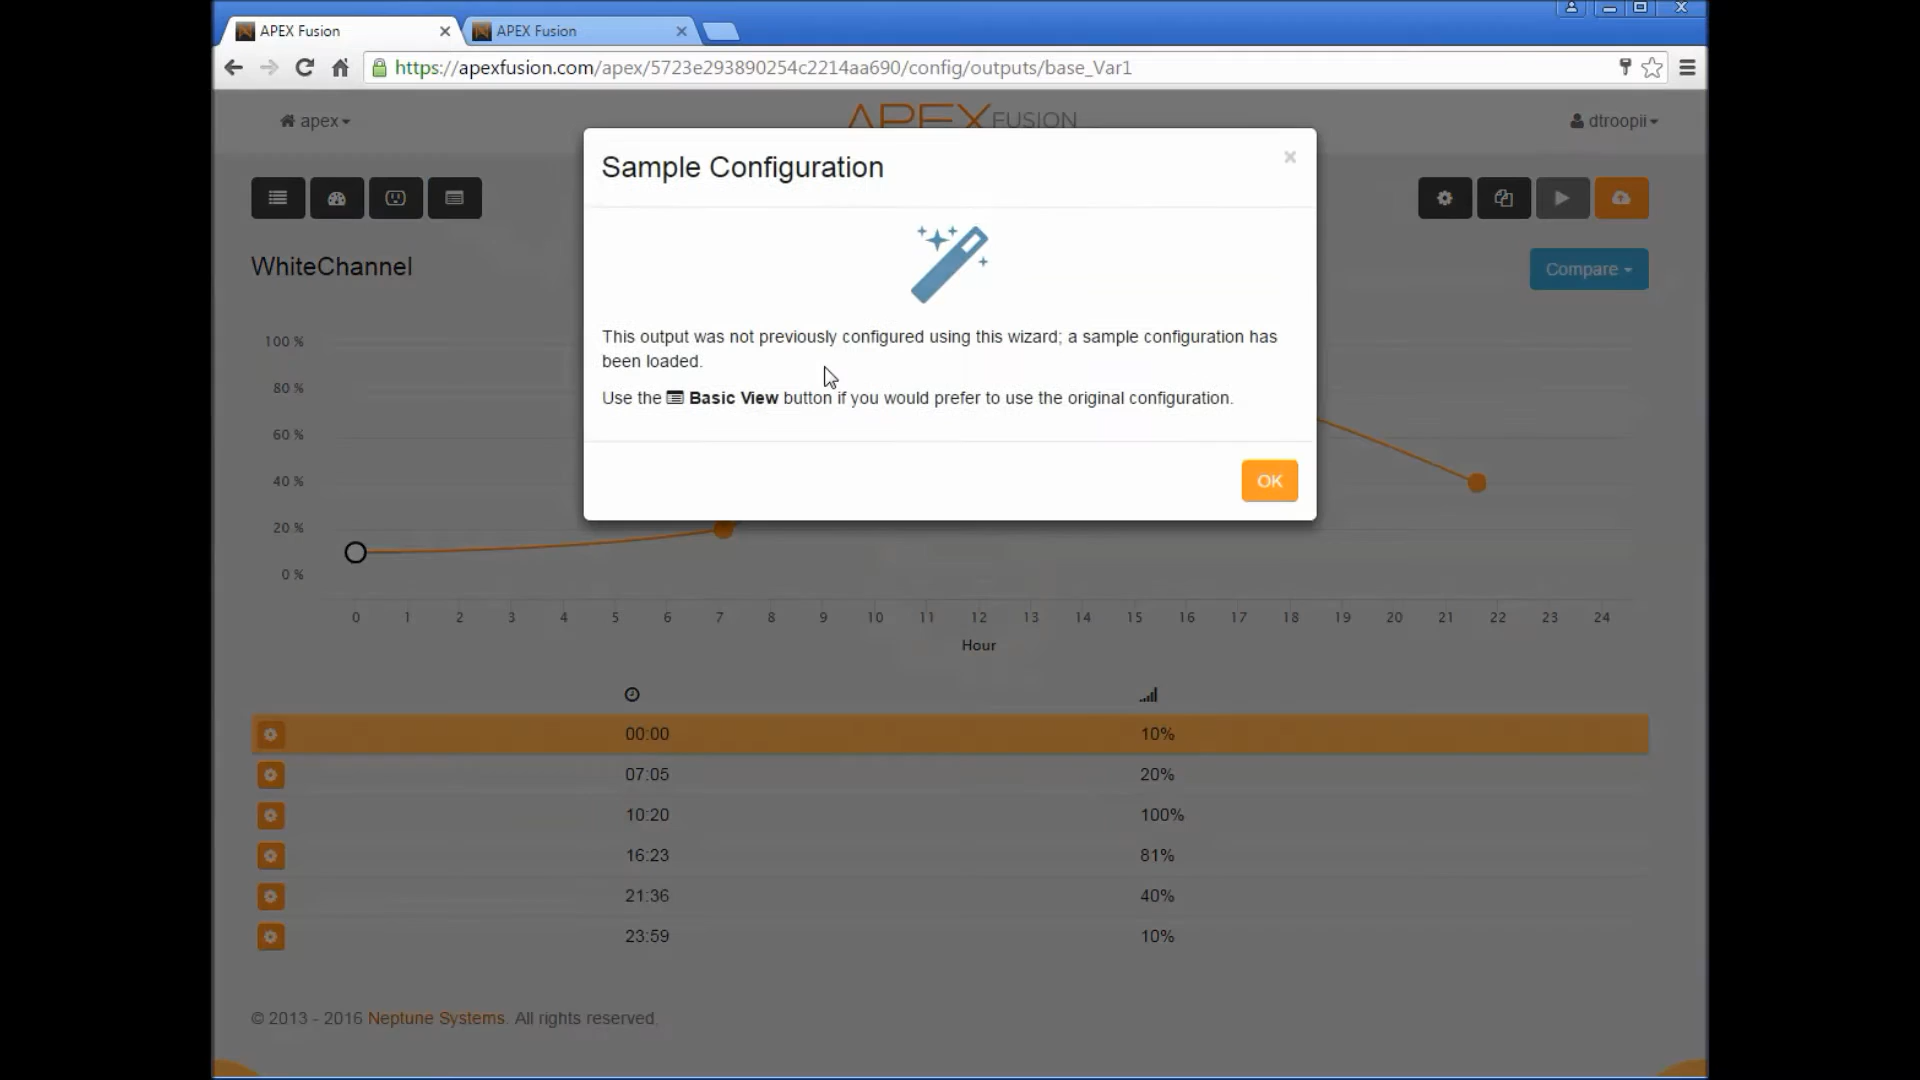 APEX Fusion
APEX Fusion
https://apexfusion.com/apex/5723e293890254c2214aa690/config/outputs/base_Var1
apex
APEX FUSION
dtroopii
Sample Configuration
×
WhiteChannel
Compare
This output was not previously configured using this wizard; a sample configuration has
been loaded.
Use the Basic View button if you would prefer to use the original configuration.
OK
100 %
80 %
60 %
40 %
20 %
0 %
0 1 2 3 4 5 6 7 8 9 10 11 12 13 14 15 16 17 18 19 20 21 22 23 24
Hour
00:00 10%
07:05 20%
10:20 100%
16:23 81%
21:36 40%
23:59 10%
© 2013 - 2016 Neptune Systems. All rights reserved.